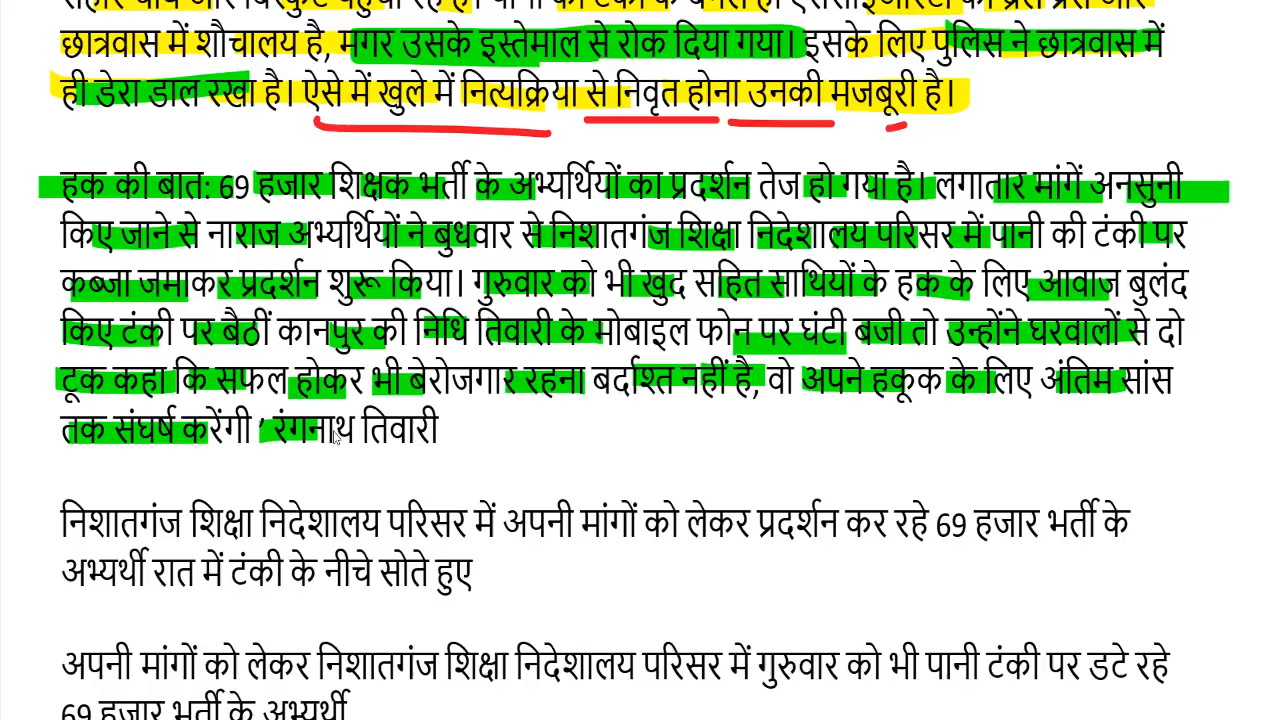 छात्रवास में शौचालय है, मगर उसके इस्तेमाल से रोक दिया गया। इसके लिए पुलिस ने छात्रवास में
ही डेरा डाल रखा है। ऐसे में खुले में नित्यक्रिया से निवृत होना उनकी मजबूरी है।
हक की बात: 69 हजार शिक्षक भर्ती के अभ्यर्थियों का प्रदर्शन तेज हो गया है। लगातार मांगें अनसुनी
किए जाने से नाराज अभ्यर्थियों ने बुधवार से निशातगंज शिक्षा निदेशालय परिसर में पानी की टंकी पर
कब्जा जमाकर प्रदर्शन शुरू किया। गुरुवार को भी खुद सहित साथियों के हक के लिए आवाज बुलंद
किए टंकी पर बैठीं कानपुर की निधि तिवारी के मोबाइल फोन पर घंटी बजी तो उन्होंने घरवालों से दो
टूक कहा कि सफल होकर भी बेरोजगार रहना बर्दाश्त नहीं है, वो अपने हकूक के लिए अंतिम सांस
तक संघर्ष करेंगी ’ रंगनाथ तिवारी
निशातगंज शिक्षा निदेशालय परिसर में अपनी मांगों को लेकर प्रदर्शन कर रहे 69 हजार भर्ती के
अभ्यर्थी रात में टंकी के नीचे सोते हुए
अपनी मांगों को लेकर निशातगंज शिक्षा निदेशालय परिसर में गुरुवार को भी पानी टंकी पर डटे रहे
69 हजार भर्ती के अभ्यर्थी